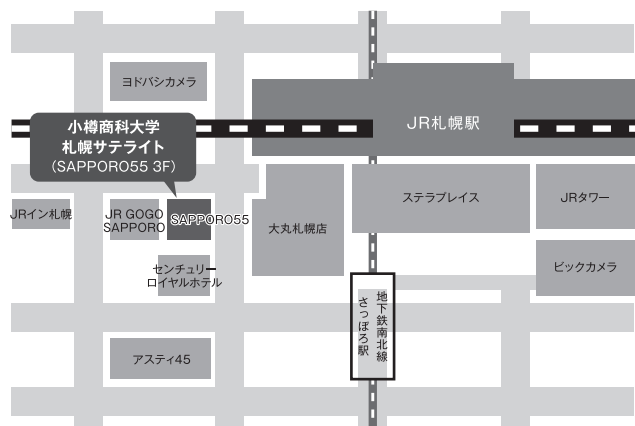 ヨドバシカメラ
小樽商科大学
札幌サテライト
(SAPPORO55 3F)
JR札幌駅
JRイン札幌
JR GOGO
SAPPORO
SAPPORO55
大丸札幌店
ステラプレイス
JRタワー
センチュリー
ロイヤルホテル
ビックカメラ
地下鉄南北線
さっぽろ駅
アスティ45